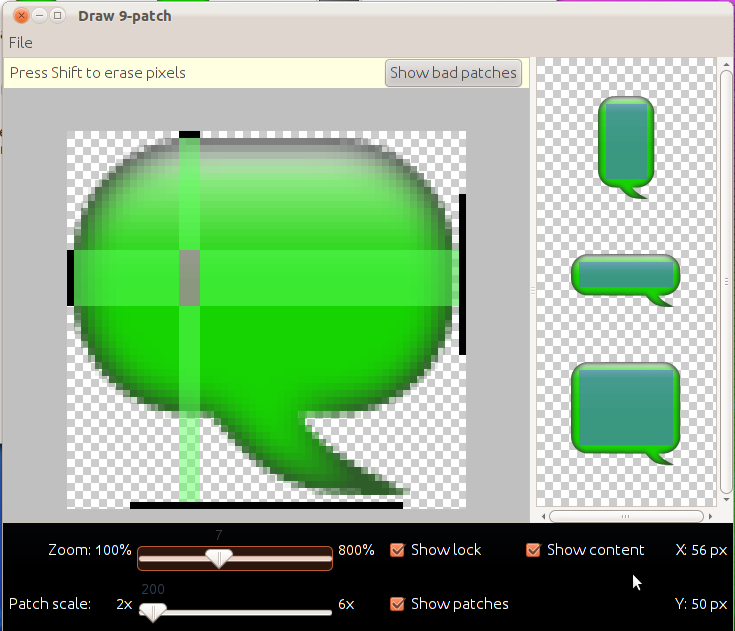 Draw 9-patch
File
Press Shift to erase pixels Show bad patches
7
Zoom: 100% 800% Show lock Show content X: 56 px
200
Patch scale: 2x 6x Show patches Y: 50 px